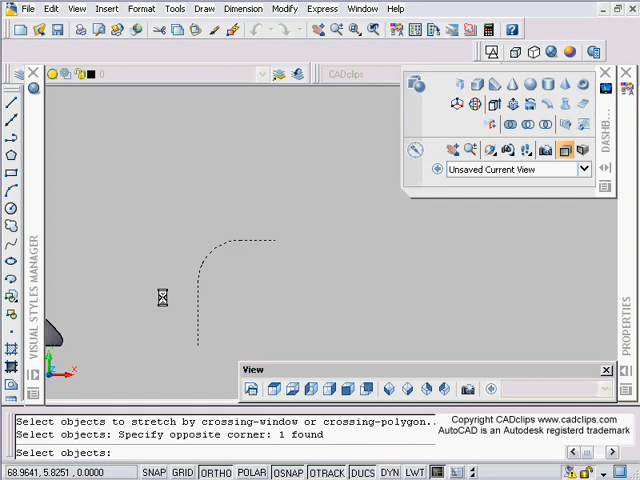 File Edit View Insert Format Tools Draw Dimension Modify Express Window Help
0
CADclips
DASHB...
Unsaved Current View
VISUAL STYLES MANAGER
PROPERTIES
X
View
Select objects to stretch by crossing-window or crossing-polygon..
Select objects: Specify opposite corner: 1 found
Select objects:
Copyright CADclips www.cadclips.com
AutoCAD is an Autodesk registerd trademark
68.9641, 5.8251, 0.0000 SNAP GRID ORTHO POLAR OSNAP OTRACK DUCS DYN LWT